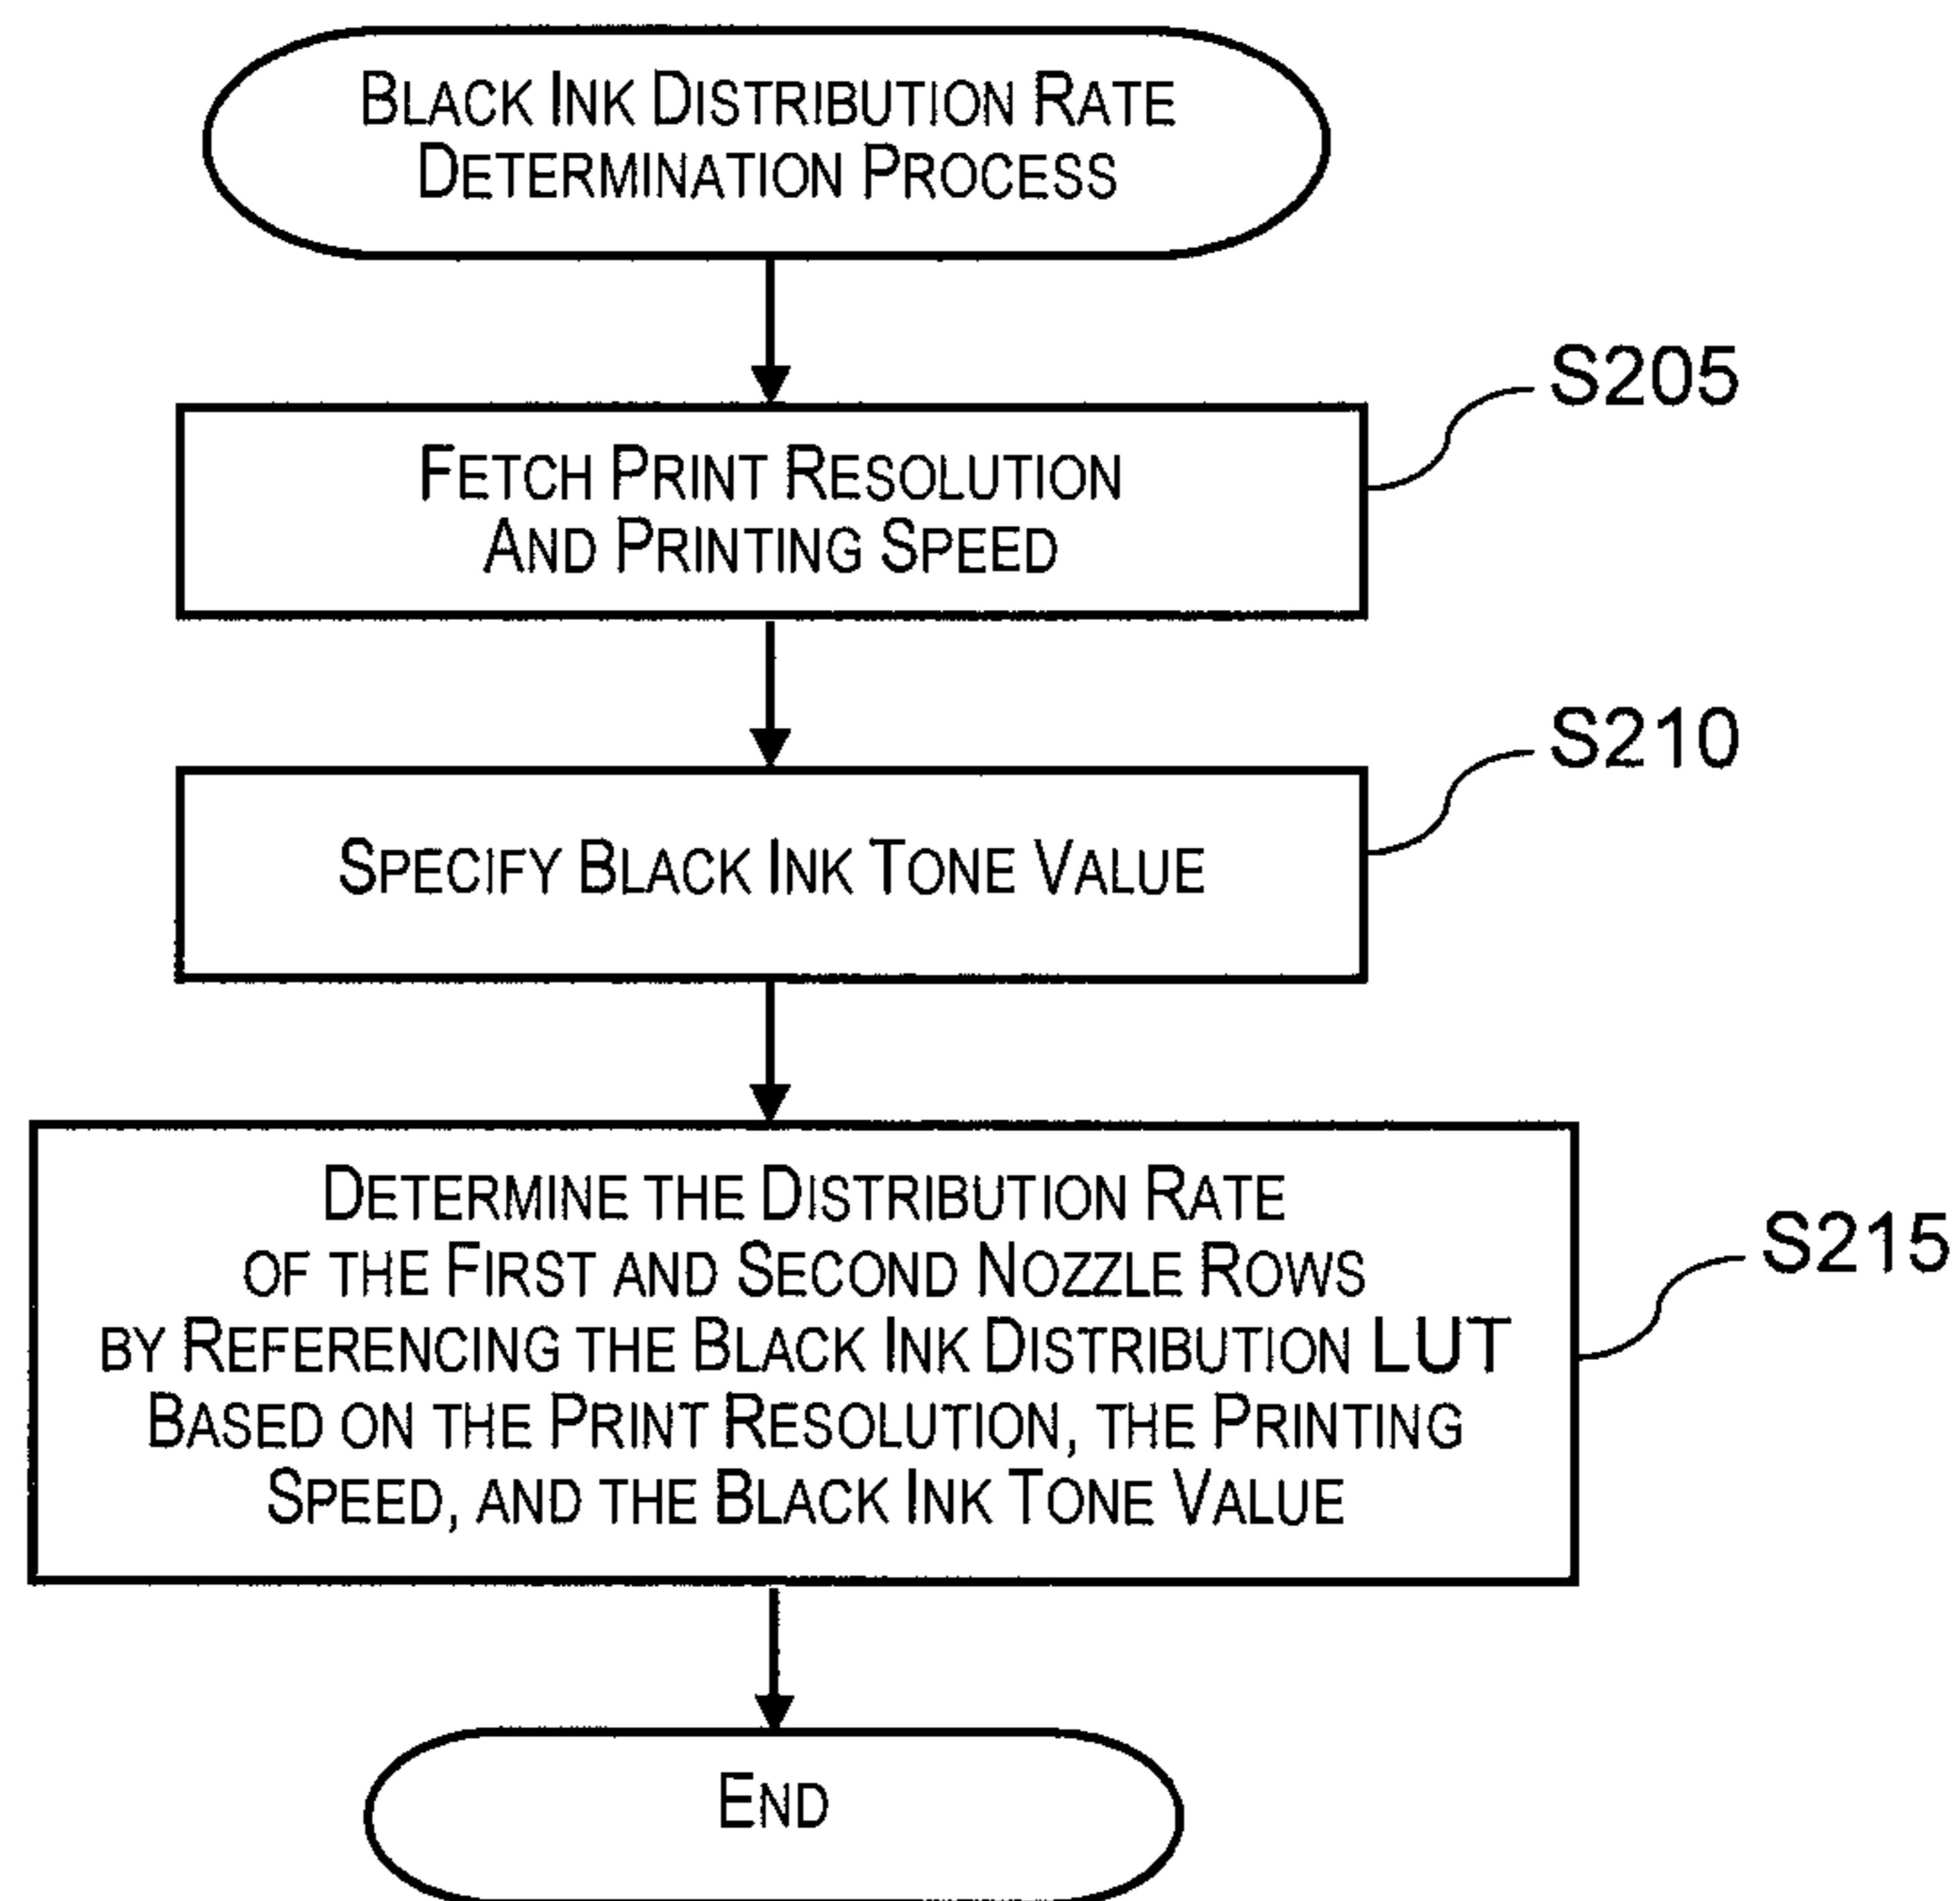 BLACK INK DISTRIBUTION RATE
DETERMINATION PROCESS
S205
FETCH PRINT RESOLUTION
AND PRINTING SPEED
S210
SPECIFY BLACK INK TONE VALUE
S215
DETERMINE THE DISTRIBUTION RATE
OF THE FIRST AND SECOND NOZZLE ROWS
BY REFERENCING THE BLACK INK DISTRIBUTION LUT
BASED ON THE PRINT RESOLUTION, THE PRINTING
SPEED, AND THE BLACK INK TONE VALUE
END